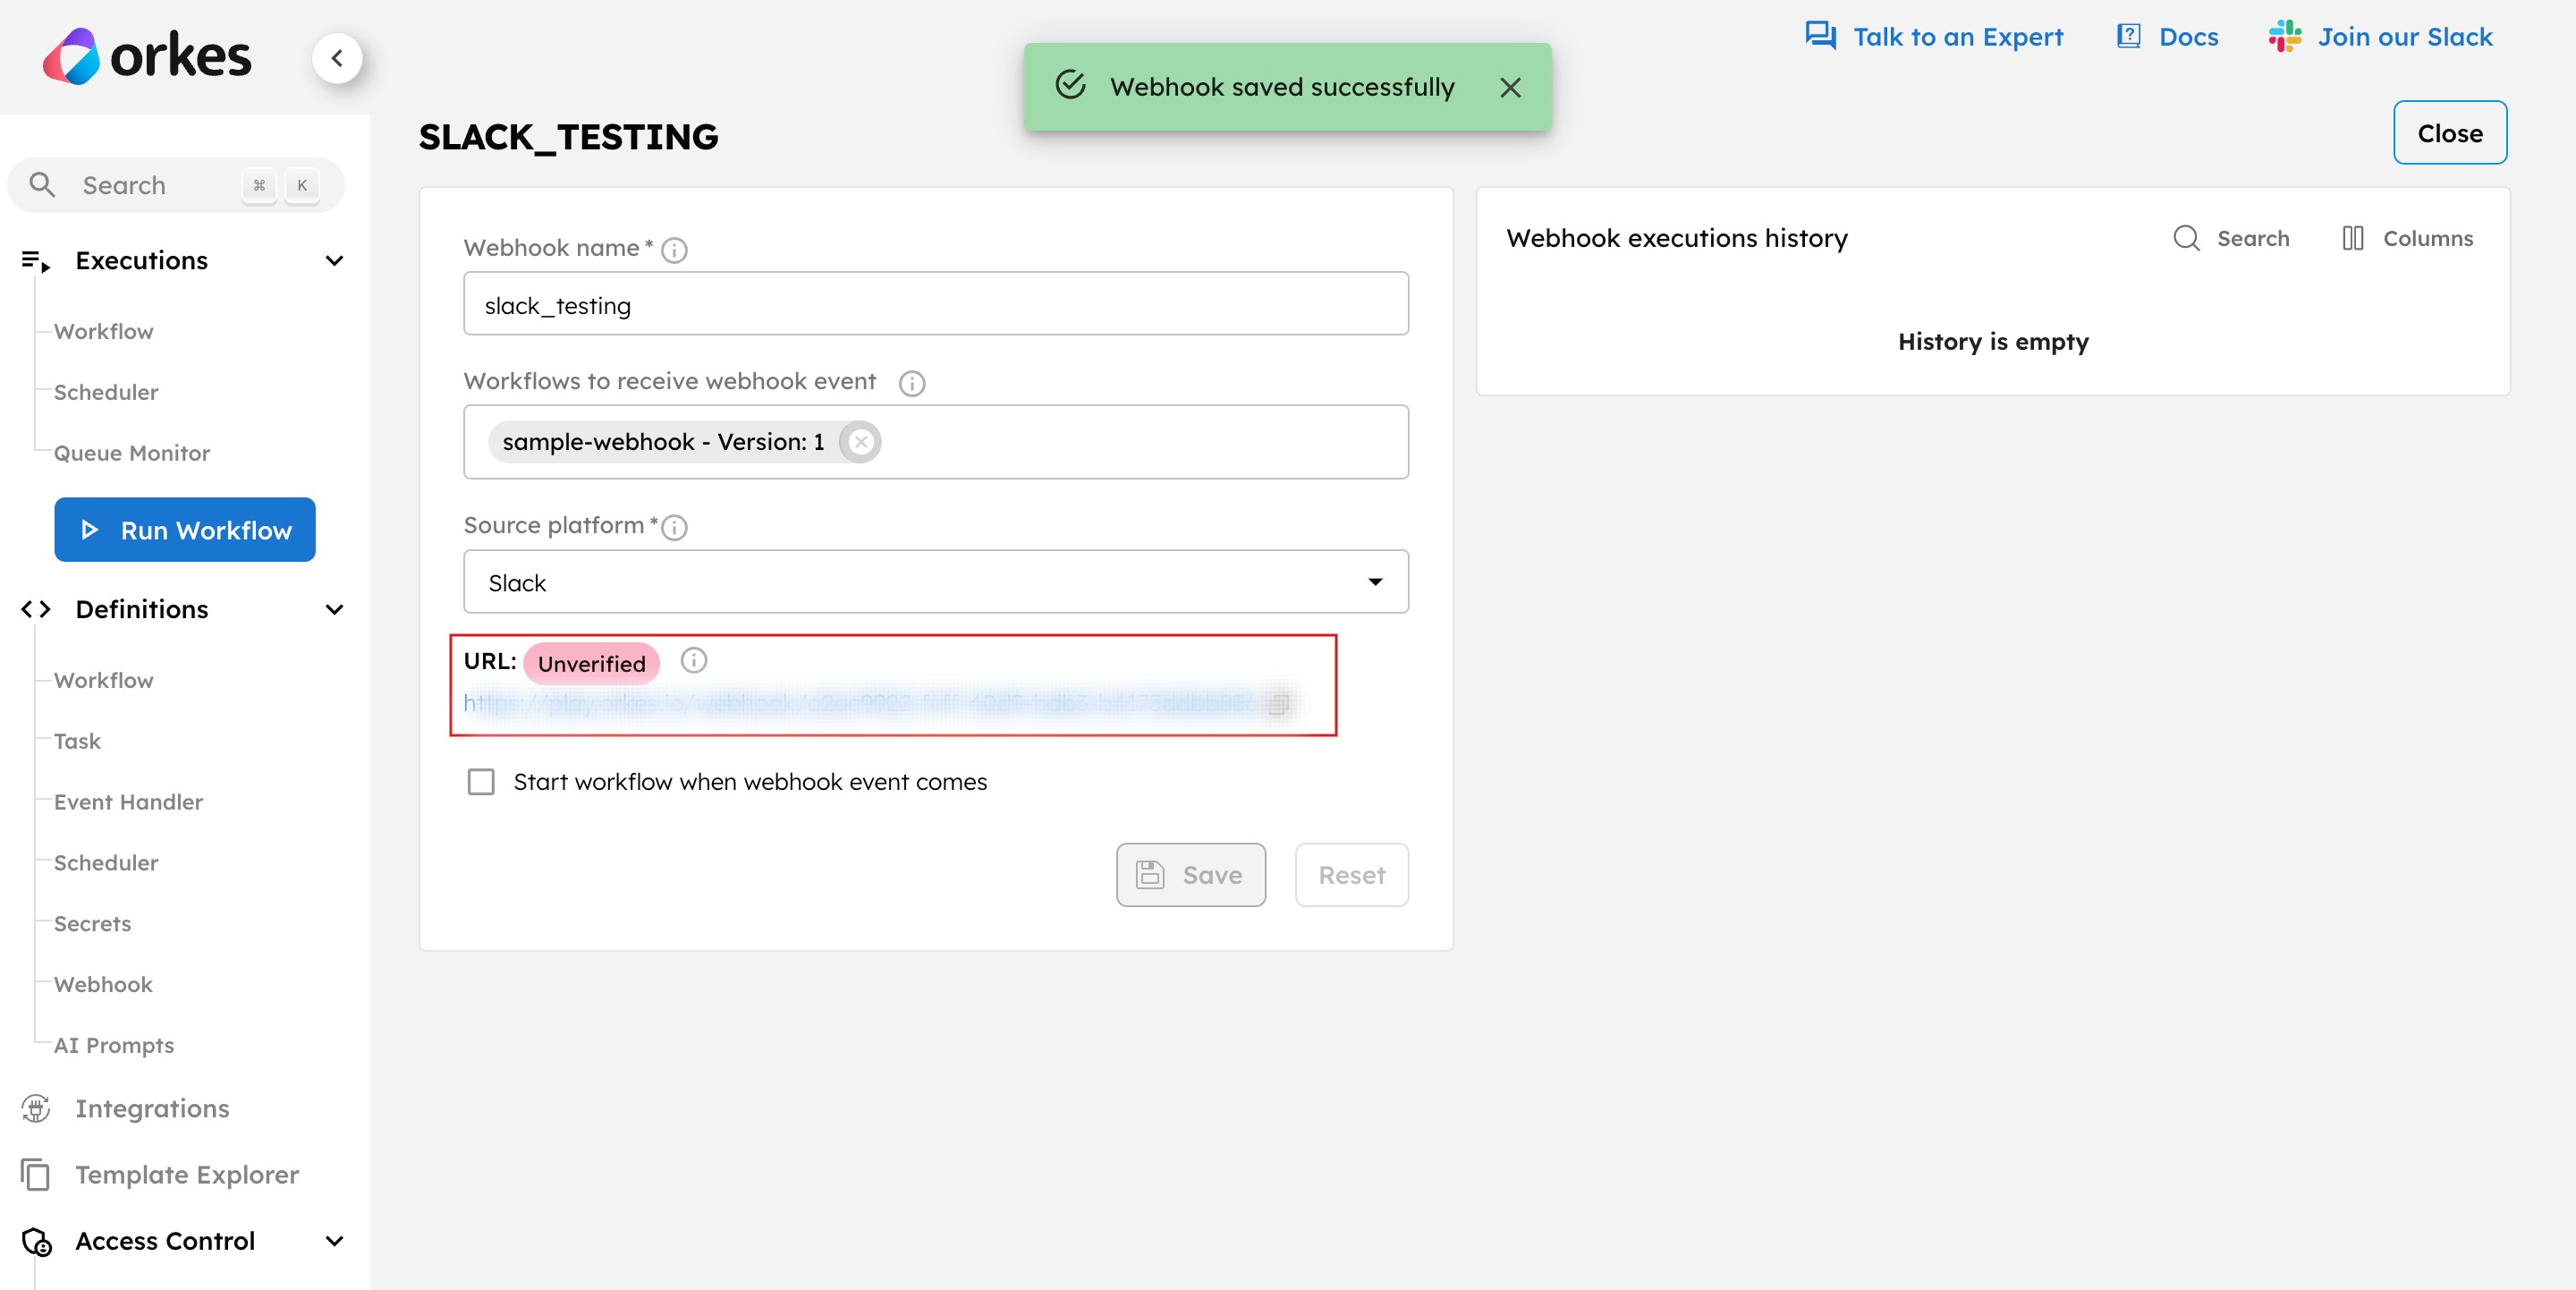 orkes
Talk to an Expert
Docs
Join our Slack
Webhook saved successfully
SLACK_TESTING
Close
Search
⌘ K
Executions
Workflow
Scheduler
Queue Monitor
Run Workflow
Definitions
Workflow
Task
Event Handler
Scheduler
Secrets
Webhook
AI Prompts
Integrations
Template Explorer
Access Control
Webhook name *
slack_testing
Workflows to receive webhook event
sample-webhook - Version: 1
Source platform *
Slack
URL: Unverified
Start workflow when webhook event comes
Save
Reset
Webhook executions history
Search
Columns
History is empty